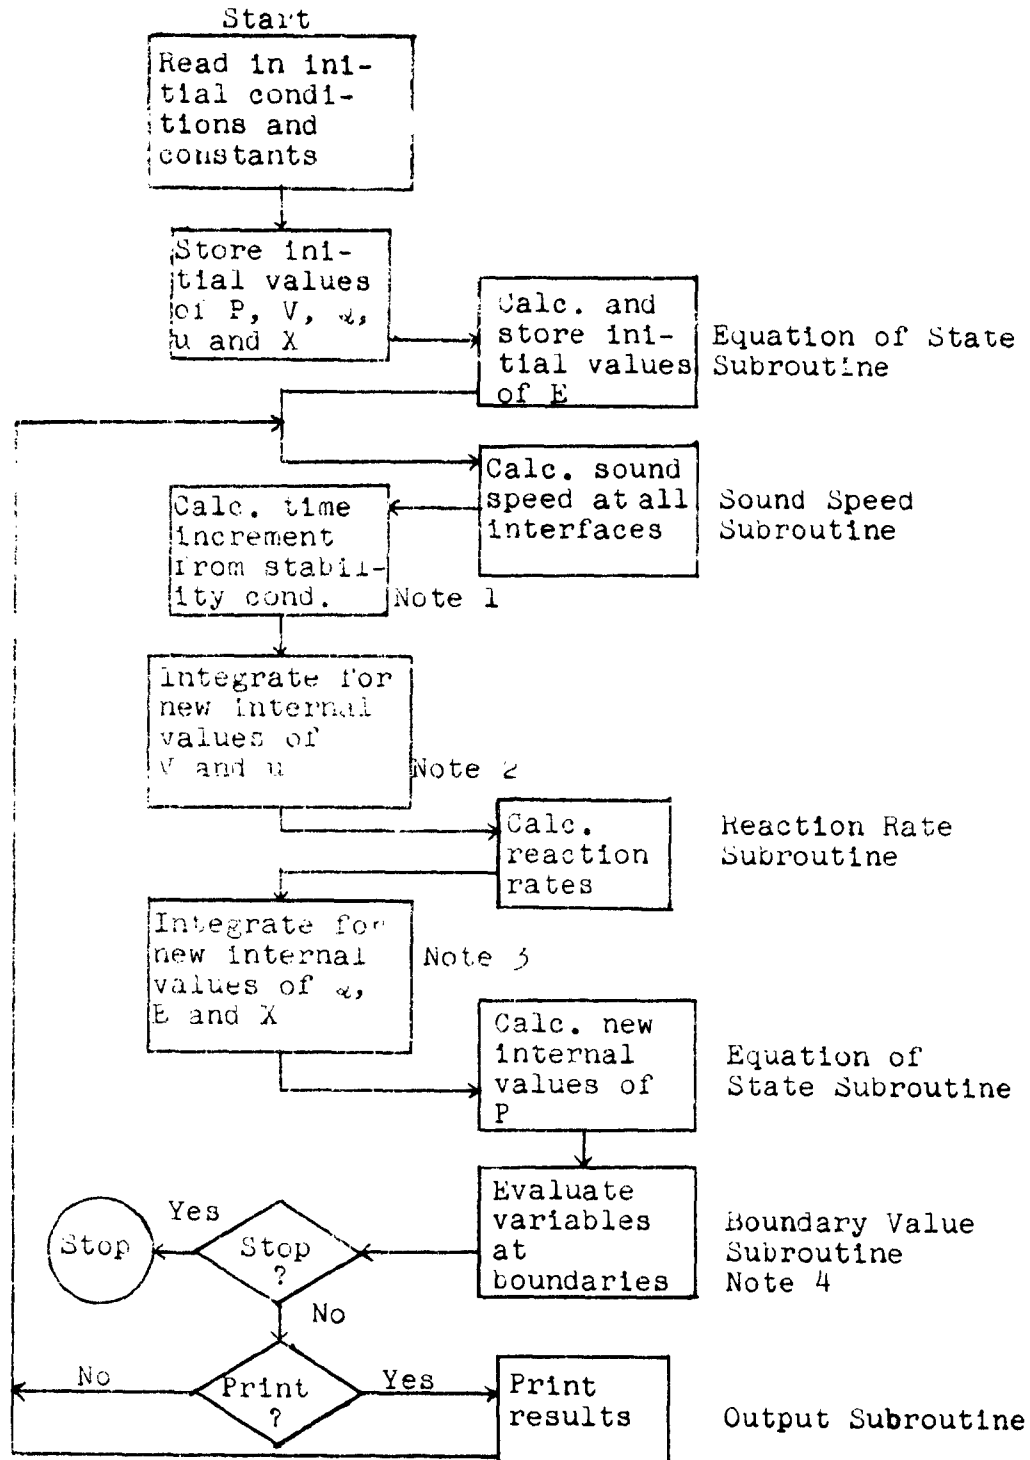 Start
Read in ini-
tial condi-
tions and
constants
Store ini-
tial values
of P, V, α,
u and X
Calc. and
store ini-
tial values
of E
Equation of State
Subroutine
Calc. sound
speed at all
interfaces
Sound Speed
Subroutine
Calc. time
increment
from stabil-
ity cond.
Note 1
Integrate for
new internal
values of
V and u
Note 2
Calc.
reaction
rates
Reaction Rate
Subroutine
Integrate for
new internal
values of α,
E and X
Note 3
Calc. new
internal
values of
P
Equation of
State Subroutine
Evaluate
variables
at
boundaries
Boundary Value
Subroutine
Note 4
Stop
?
Yes
Stop
No
Print
?
No
Yes
Print
results
Output Subroutine